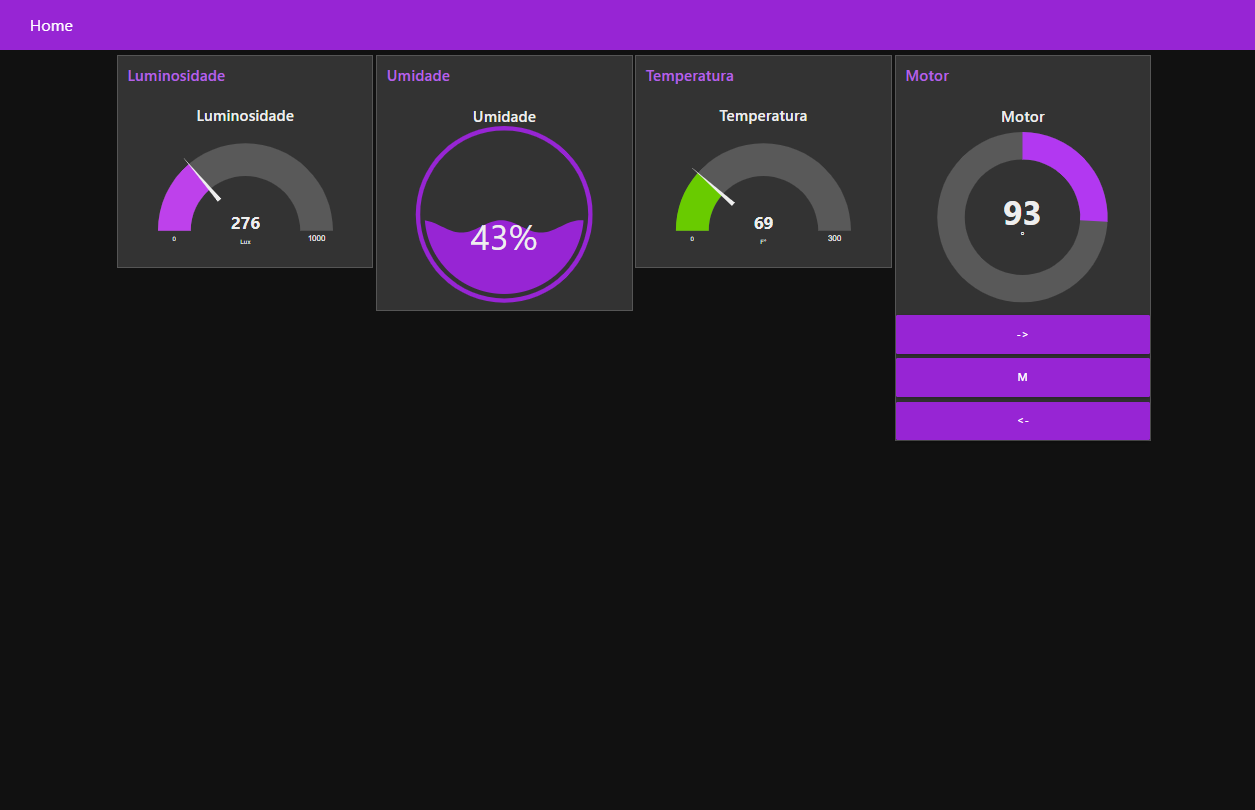 Home
Luminosidade
Luminosidade
276
Lux
0
1000
Umidade
Umidade
43%
Temperatura
Temperatura
69
F°
0
300
Motor
Motor
93
°
->
M
<-